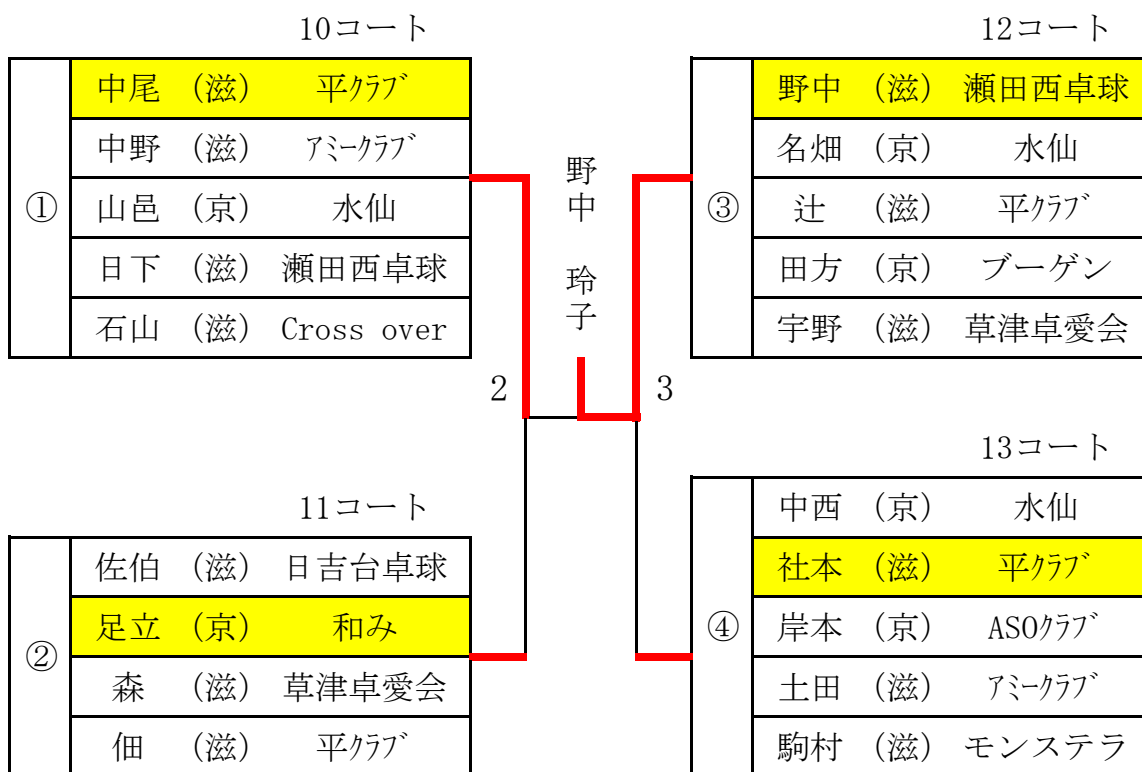 10コート
① 中尾 (滋) 平ｸﾗﾌﾞ
中野 (滋) ｱﾐｰｸﾗﾌﾞ
山邑 (京) 水仙
日下 (滋) 瀬田西卓球
石山 (滋) Cross over
11コート
② 佐伯 (滋) 日吉台卓球
足立 (京) 和み
森 (滋) 草津卓愛会
佃 (滋) 平ｸﾗﾌﾞ
野中 玲子
2
3
12コート
③ 野中 (滋) 瀬田西卓球
名畑 (京) 水仙
辻 (滋) 平ｸﾗﾌﾞ
田方 (京) ブーゲン
宇野 (滋) 草津卓愛会
13コート
④ 中西 (京) 水仙
社本 (滋) 平ｸﾗﾌﾞ
岸本 (京) ASOｸﾗﾌﾞ
土田 (滋) ｱﾐｰｸﾗﾌﾞ
駒村 (滋) モンステラ